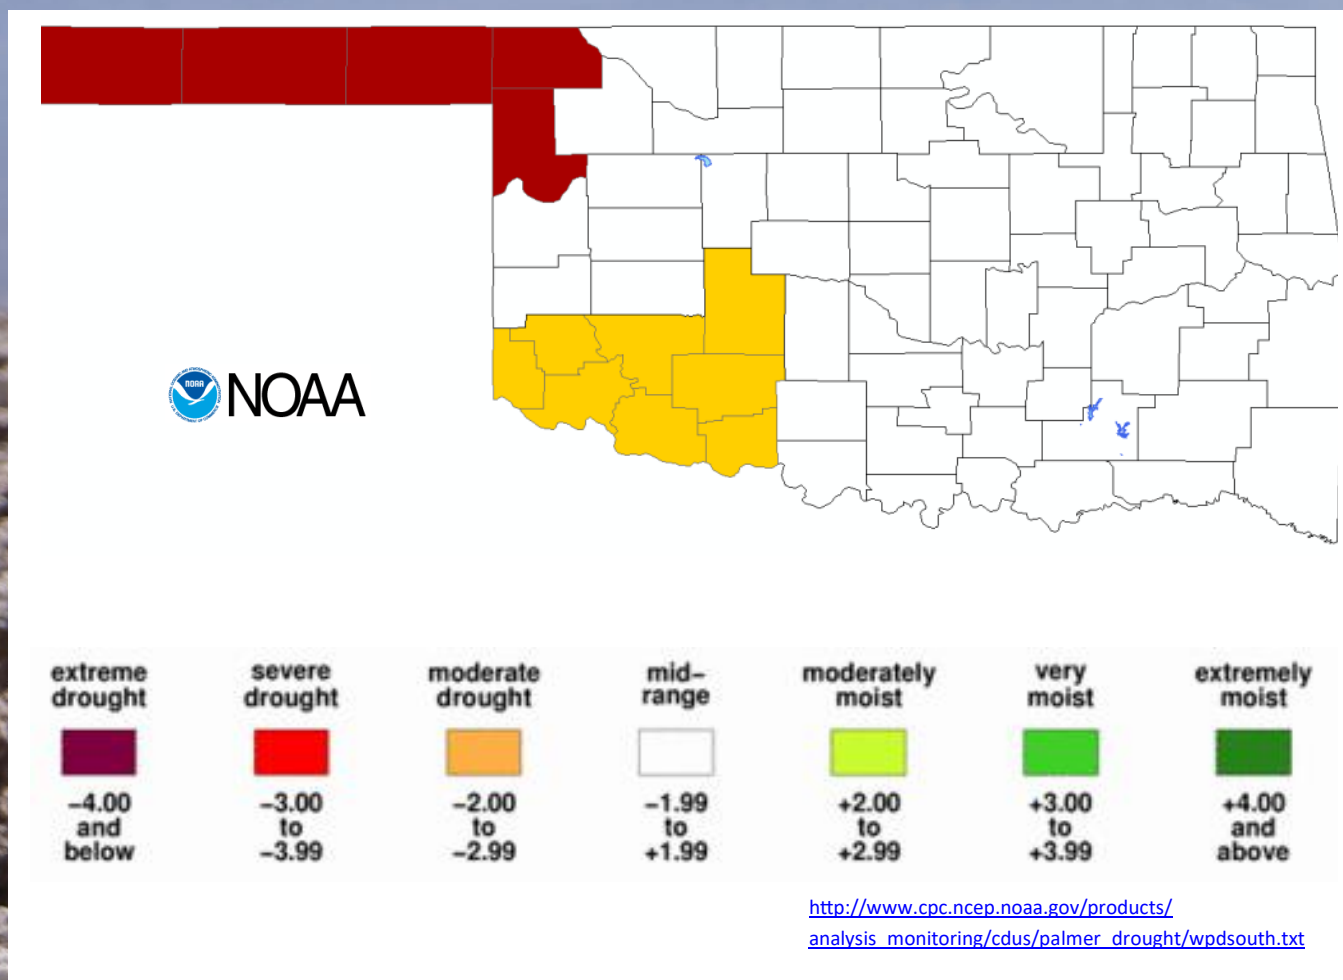 NOAA
NOAA
extreme drought
severe drought
moderate drought
mid-range
moderately moist
very moist
extremely moist
−4.00 and below
−3.00 to −3.99
−2.00 to −2.99
−1.99 to +1.99
+2.00 to +2.99
+3.00 to +3.99
+4.00 and above
http://www.cpc.ncep.noaa.gov/products/
analysis_monitoring/cdus/palmer_drought/wpdsouth.txt